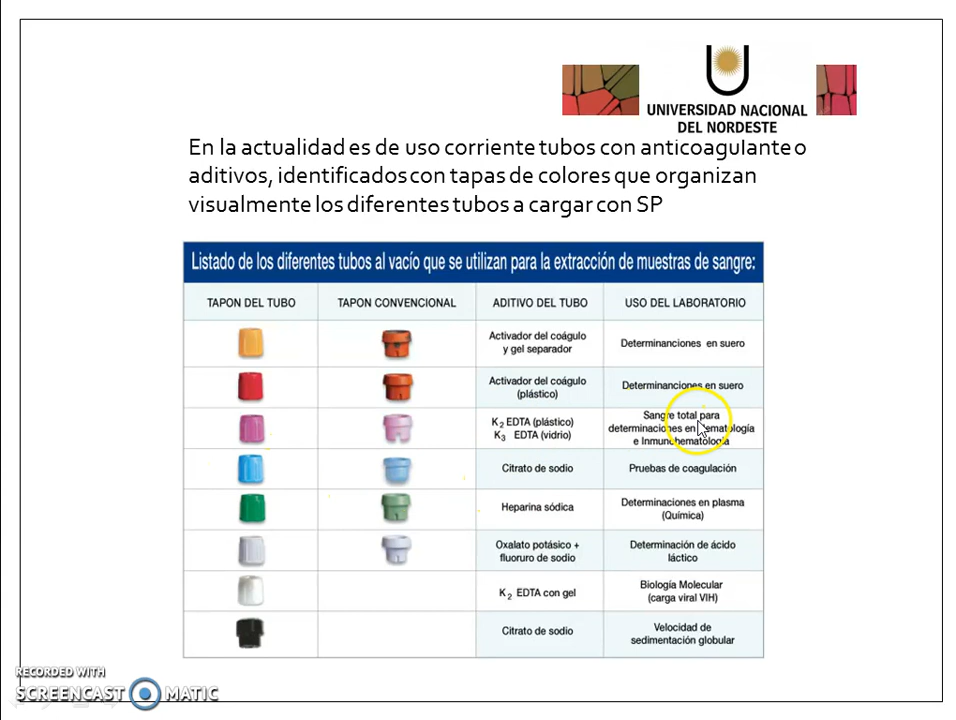 UNIVERSIDAD NACIONAL
DEL NORDESTE
En la actualidad es de uso corriente tubos con anticoagulante o
aditivos, identificados con tapas de colores que organizan
visualmente los diferentes tubos a cargar con SP
Listado de los diferentes tubos al vacío que se utilizan para la extracción de muestras de sangre:
TAPON DEL TUBO TAPON CONVENCIONAL ADITIVO DEL TUBO USO DEL LABORATORIO
Activador del coágulo
y gel separador
Determinanciones en suero
Activador del coágulo
(plástico)
Determinanciones en suero
K2 EDTA (plástico)
K3 EDTA (vidrio)
Sangre total para
determinaciones en Hematología
e Inmunohematología
Citrato de sodio
Pruebas de coagulación
Heparina sódica
Determinaciones en plasma
(Química)
Oxalato potásico +
fluoruro de sodio
Determinación de ácido
láctico
K2 EDTA con gel
Biología Molecular
(carga viral VIH)
Citrato de sodio
Velocidad de
sedimentación globular
RECORDED WITH
SCREENCAST MATIC